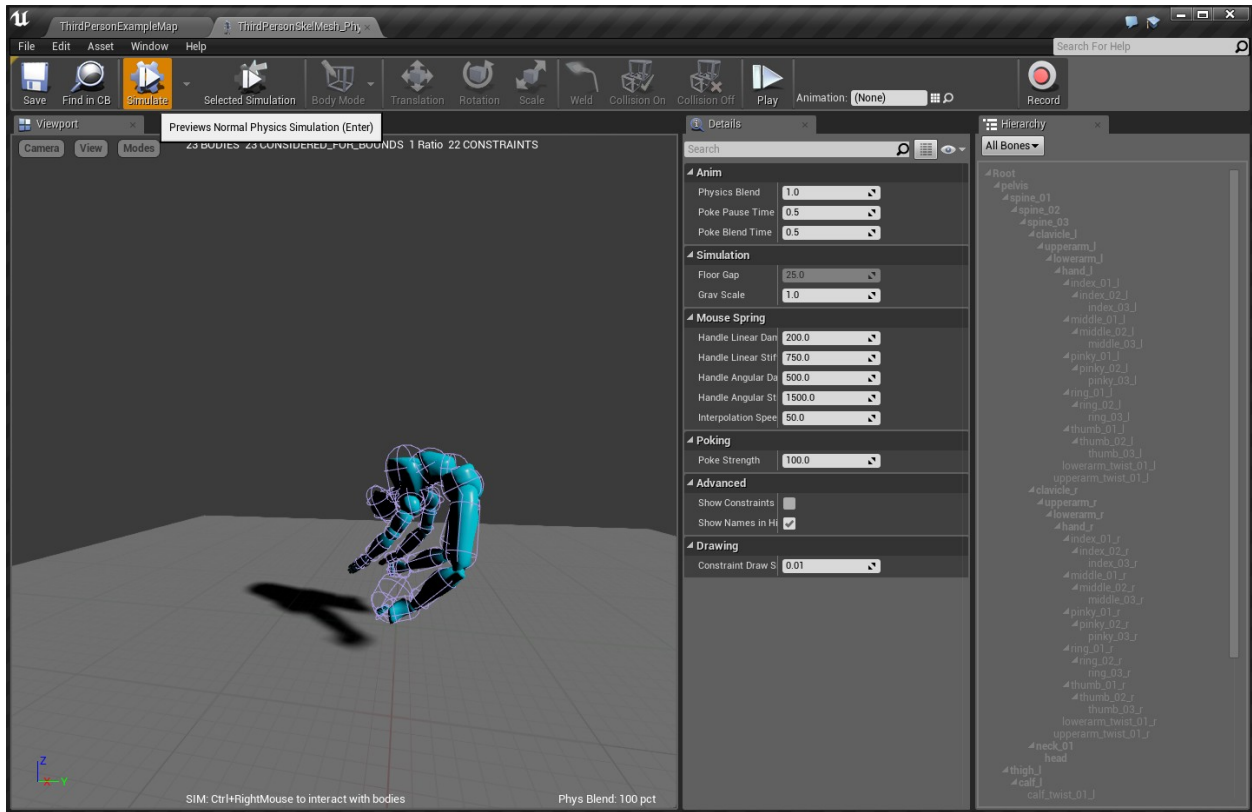 ThirdPersonExampleMap
ThirdPersonSkelMesh_Phy
File Edit Asset Window Help
Search For Help
Save
Find in CB
Simulate
Selected Simulation
Body Mode
Translation
Rotation
Scale
Weld
Collision On
Collision Off
Play
Animation: (None)
Record
Viewport
Previews Normal Physics Simulation (Enter)
Camera View Modes
23 BODIES 23 CONSIDERED_FOR_BOUNDS 1 Ratio 22 CONSTRAINTS
Z
X Y
SIM: Ctrl+RightMouse to interact with bodies
Phys Blend: 100 pct
Details
Search
Anim
Physics Blend 1.0
Poke Pause Time 0.5
Poke Blend Time 0.5
Simulation
Floor Gap 25.0
Grav Scale 1.0
Mouse Spring
Handle Linear Dan 200.0
Handle Linear Stif 750.0
Handle Angular Da 500.0
Handle Angular St 1500.0
Interpolation Spee 50.0
Poking
Poke Strength 100.0
Advanced
Show Constraints
Show Names in Hi
Drawing
Constraint Draw S 0.01
Hierarchy
All Bones
Root
pelvis
spine_01
spine_02
spine_03
clavicle_l
upperarm_l
lowerarm_l
hand_l
index_01_l
index_02_l
index_03_l
middle_01_l
middle_02_l
middle_03_l
pinky_01_l
pinky_02_l
pinky_03_l
ring_01_l
ring_02_l
ring_03_l
thumb_01_l
thumb_02_l
thumb_03_l
lowerarm_twist_01_l
upperarm_twist_01_l
clavicle_r
upperarm_r
lowerarm_r
hand_r
index_01_r
index_02_r
index_03_r
middle_01_r
middle_02_r
middle_03_r
pinky_01_r
pinky_02_r
pinky_03_r
ring_01_r
ring_02_r
ring_03_r
thumb_01_r
thumb_02_r
thumb_03_r
lowerarm_twist_01_r
upperarm_twist_01_r
neck_01
head
thigh_l
calf_l
calf_twist_01_l